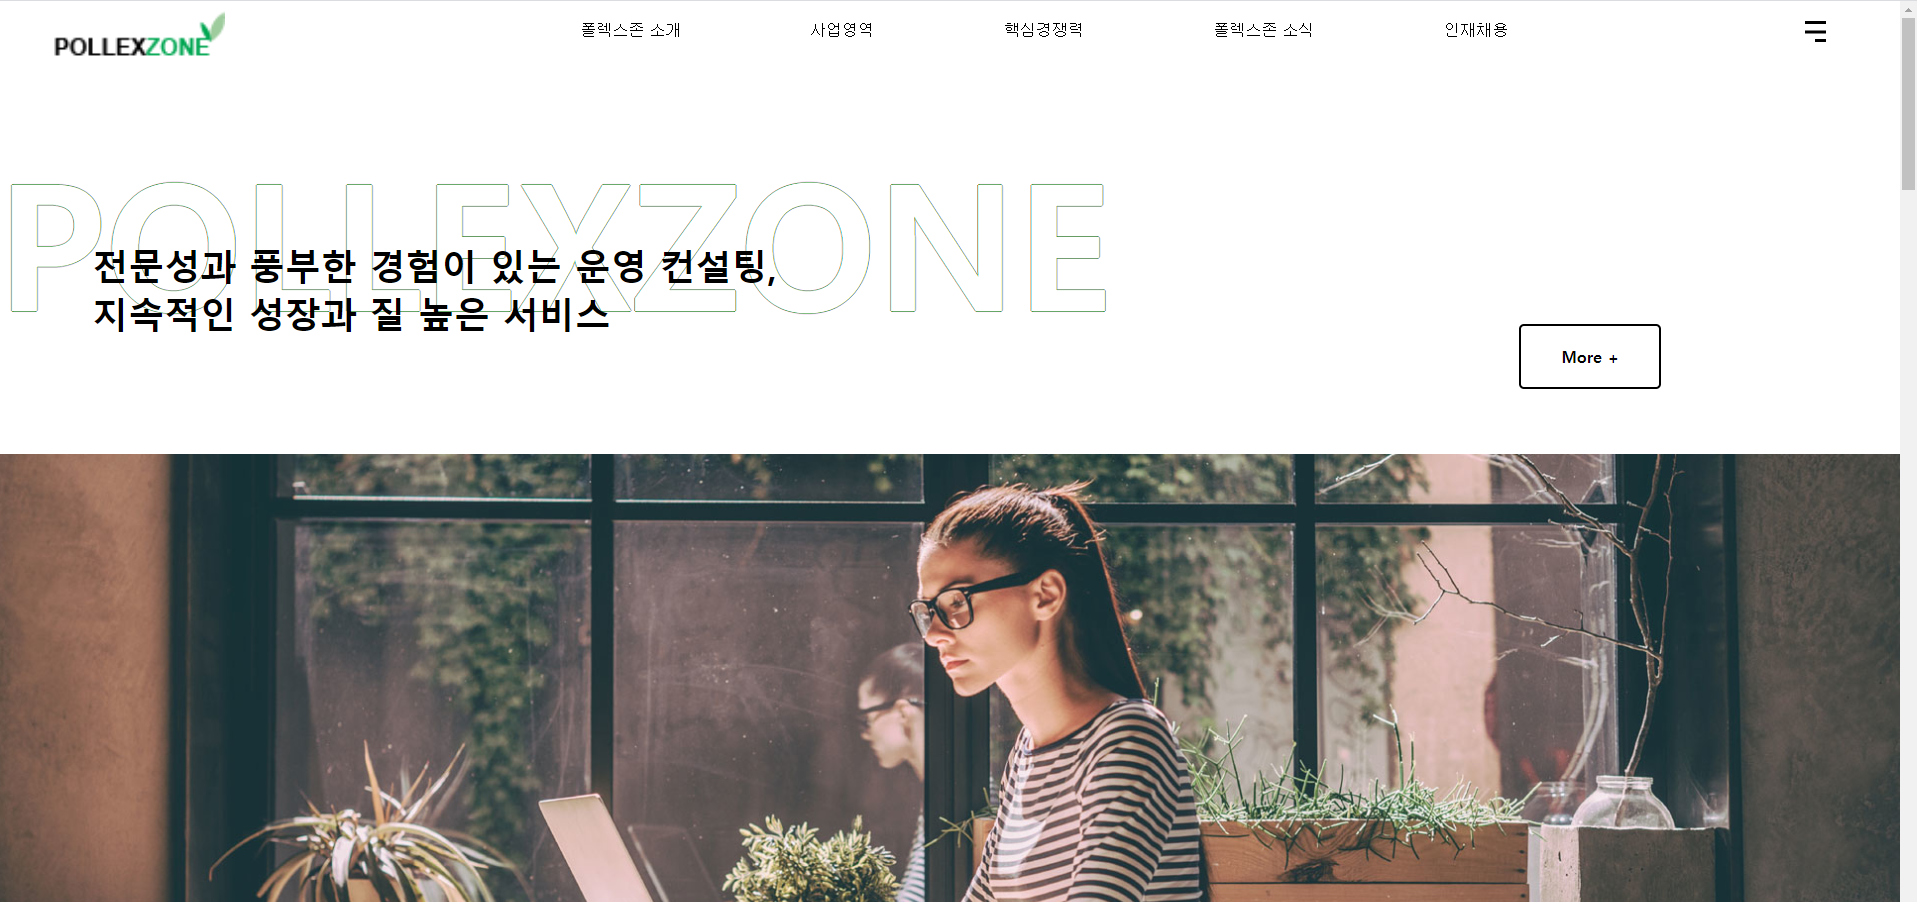 POLLEXZONE
폴렉스존 소개
사업영역
핵심경쟁력
폴렉스존 소식
인재채용
POLLEXZONE
전문성과 풍부한 경험이 있는 운영 컨설팅,
지속적인 성장과 질 높은 서비스
More +